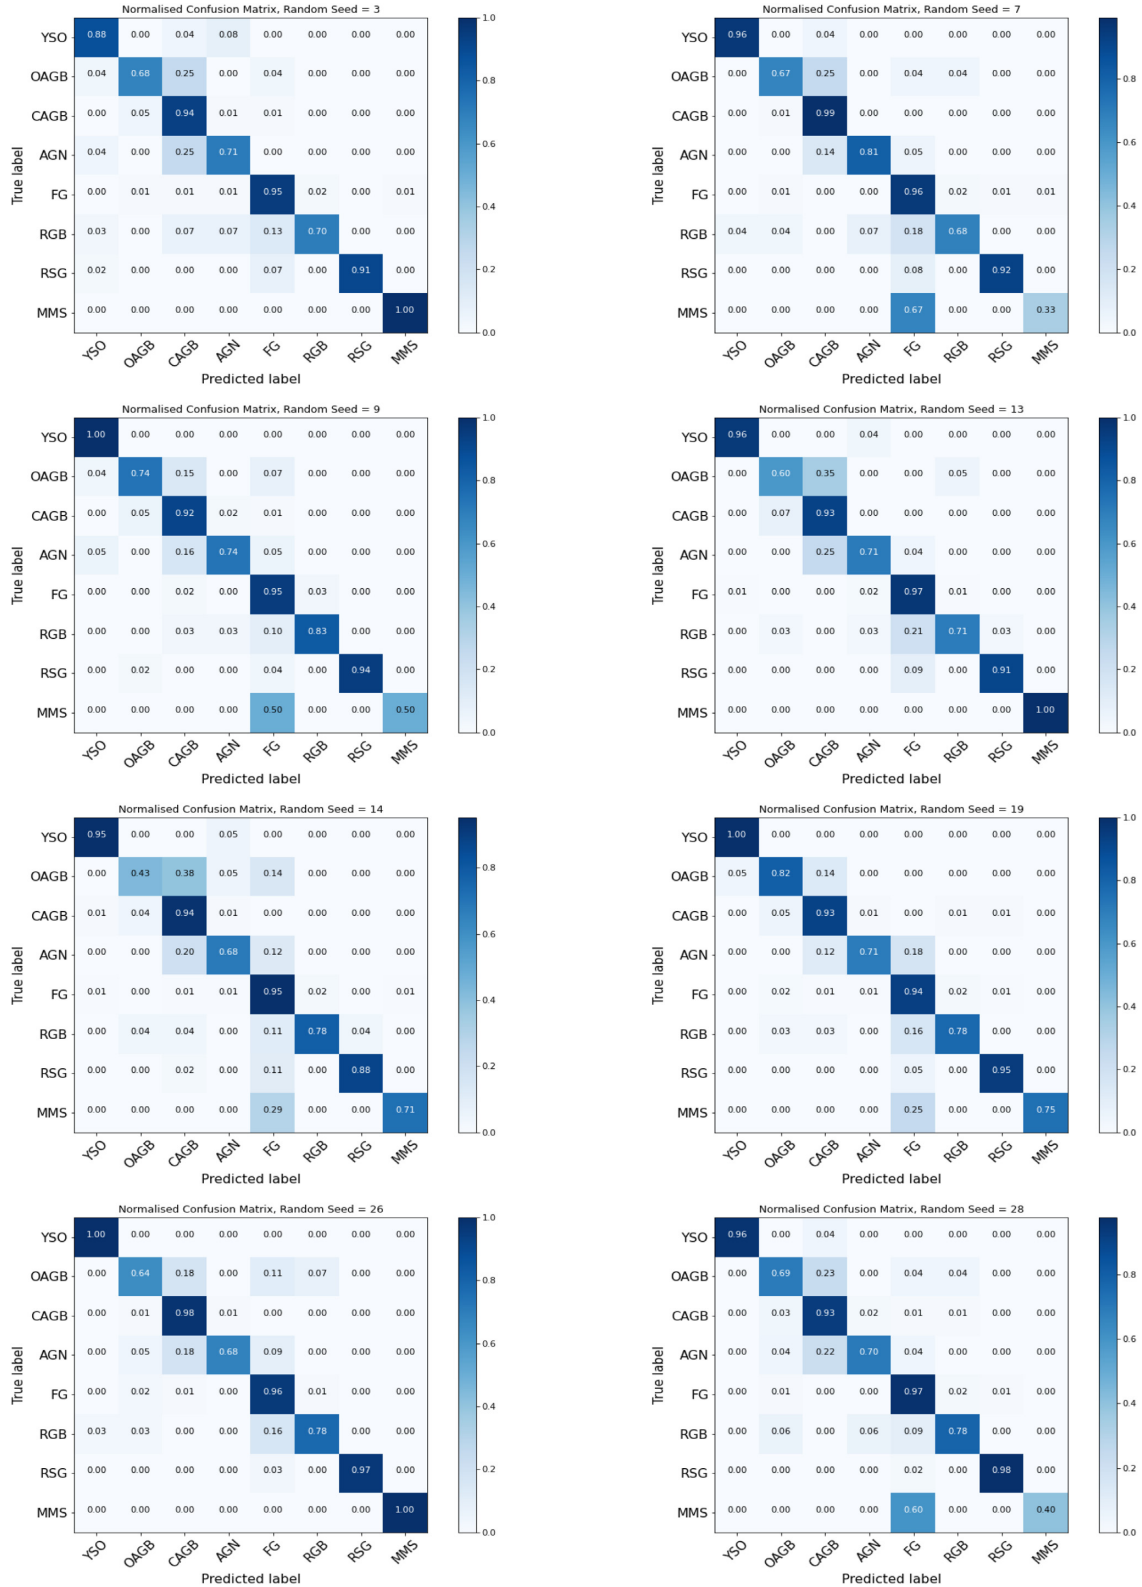 Normalised Confusion Matrix, Random Seed = 3
True label
YSO 0.88 0.00 0.04 0.08 0.00 0.00 0.00 0.00
OAGB 0.04 0.68 0.25 0.00 0.04 0.00 0.00 0.00
CAGB 0.00 0.05 0.94 0.01 0.01 0.00 0.00 0.00
AGN 0.04 0.00 0.25 0.71 0.00 0.00 0.00 0.00
FG 0.00 0.01 0.01 0.01 0.95 0.02 0.00 0.01
RGB 0.03 0.00 0.07 0.07 0.13 0.70 0.00 0.00
RSG 0.02 0.00 0.00 0.00 0.07 0.00 0.91 0.00
MMS 0.00 0.00 0.00 0.00 0.00 0.00 0.00 1.00
YSO OAGB CAGB AGN FG RGB RSG MMS
Predicted label
1.0
0.8
0.6
0.4
0.2
0.0
Normalised Confusion Matrix, Random Seed = 7
True label
YSO 0.96 0.00 0.04 0.00 0.00 0.00 0.00 0.00
OAGB 0.00 0.67 0.25 0.00 0.04 0.04 0.00 0.00
CAGB 0.00 0.01 0.99 0.00 0.00 0.00 0.00 0.00
AGN 0.00 0.00 0.14 0.81 0.05 0.00 0.00 0.00
FG 0.00 0.01 0.00 0.00 0.96 0.02 0.01 0.01
RGB 0.04 0.04 0.00 0.07 0.18 0.68 0.00 0.00
RSG 0.00 0.00 0.00 0.00 0.08 0.00 0.92 0.00
MMS 0.00 0.00 0.00 0.00 0.67 0.00 0.00 0.33
YSO OAGB CAGB AGN FG RGB RSG MMS
Predicted label
0.8
0.6
0.4
0.2
0.0
Normalised Confusion Matrix, Random Seed = 9
True label
YSO 1.00 0.00 0.00 0.00 0.00 0.00 0.00 0.00
OAGB 0.04 0.74 0.15 0.00 0.07 0.00 0.00 0.00
CAGB 0.00 0.05 0.92 0.02 0.01 0.00 0.00 0.00
AGN 0.05 0.00 0.16 0.74 0.05 0.00 0.00 0.00
FG 0.00 0.00 0.02 0.00 0.95 0.03 0.00 0.00
RGB 0.00 0.00 0.03 0.03 0.10 0.83 0.00 0.00
RSG 0.00 0.02 0.00 0.00 0.04 0.00 0.94 0.00
MMS 0.00 0.00 0.00 0.00 0.50 0.00 0.00 0.50
YSO OAGB CAGB AGN FG RGB RSG MMS
Predicted label
1.0
0.8
0.6
0.4
0.2
0.0
Normalised Confusion Matrix, Random Seed = 13
True label
YSO 0.96 0.00 0.00 0.04 0.00 0.00 0.00 0.00
OAGB 0.00 0.60 0.35 0.00 0.00 0.05 0.00 0.00
CAGB 0.00 0.07 0.93 0.00 0.00 0.00 0.00 0.00
AGN 0.00 0.00 0.25 0.71 0.04 0.00 0.00 0.00
FG 0.01 0.00 0.00 0.02 0.97 0.01 0.00 0.00
RGB 0.00 0.03 0.00 0.03 0.21 0.71 0.03 0.00
RSG 0.00 0.00 0.00 0.00 0.09 0.00 0.91 0.00
MMS 0.00 0.00 0.00 0.00 0.00 0.00 0.00 1.00
YSO OAGB CAGB AGN FG RGB RSG MMS
Predicted label
1.0
0.8
0.6
0.4
0.2
0.0
Normalised Confusion Matrix, Random Seed = 14
True label
YSO 0.95 0.00 0.00 0.05 0.00 0.00 0.00 0.00
OAGB 0.00 0.43 0.38 0.05 0.14 0.00 0.00 0.00
CAGB 0.01 0.04 0.94 0.01 0.00 0.00 0.00 0.00
AGN 0.00 0.00 0.20 0.68 0.12 0.00 0.00 0.00
FG 0.01 0.00 0.01 0.01 0.95 0.02 0.00 0.01
RGB 0.00 0.04 0.04 0.00 0.11 0.78 0.04 0.00
RSG 0.00 0.00 0.02 0.00 0.11 0.00 0.88 0.00
MMS 0.00 0.00 0.00 0.00 0.29 0.00 0.00 0.71
YSO OAGB CAGB AGN FG RGB RSG MMS
Predicted label
0.8
0.6
0.4
0.2
0.0
Normalised Confusion Matrix, Random Seed = 19
True label
YSO 1.00 0.00 0.00 0.00 0.00 0.00 0.00 0.00
OAGB 0.05 0.82 0.14 0.00 0.00 0.00 0.00 0.00
CAGB 0.00 0.05 0.93 0.01 0.00 0.01 0.01 0.00
AGN 0.00 0.00 0.12 0.71 0.18 0.00 0.00 0.00
FG 0.00 0.02 0.01 0.01 0.94 0.02 0.01 0.00
RGB 0.00 0.03 0.03 0.00 0.16 0.78 0.00 0.00
RSG 0.00 0.00 0.00 0.00 0.05 0.00 0.95 0.00
MMS 0.00 0.00 0.00 0.00 0.25 0.00 0.00 0.75
YSO OAGB CAGB AGN FG RGB RSG MMS
Predicted label
1.0
0.8
0.6
0.4
0.2
0.0
Normalised Confusion Matrix, Random Seed = 26
True label
YSO 1.00 0.00 0.00 0.00 0.00 0.00 0.00 0.00
OAGB 0.00 0.64 0.18 0.00 0.11 0.07 0.00 0.00
CAGB 0.00 0.01 0.98 0.01 0.00 0.00 0.00 0.00
AGN 0.00 0.05 0.18 0.68 0.09 0.00 0.00 0.00
FG 0.00 0.02 0.01 0.00 0.96 0.01 0.00 0.00
RGB 0.03 0.03 0.00 0.00 0.16 0.78 0.00 0.00
RSG 0.00 0.00 0.00 0.00 0.03 0.00 0.97 0.00
MMS 0.00 0.00 0.00 0.00 0.00 0.00 0.00 1.00
YSO OAGB CAGB AGN FG RGB RSG MMS
Predicted label
1.0
0.8
0.6
0.4
0.2
0.0
Normalised Confusion Matrix, Random Seed = 28
True label
YSO 0.96 0.00 0.04 0.00 0.00 0.00 0.00 0.00
OAGB 0.00 0.69 0.23 0.00 0.04 0.04 0.00 0.00
CAGB 0.00 0.03 0.93 0.02 0.01 0.01 0.00 0.00
AGN 0.00 0.04 0.22 0.70 0.04 0.00 0.00 0.00
FG 0.00 0.01 0.00 0.00 0.97 0.02 0.01 0.00
RGB 0.00 0.06 0.00 0.06 0.09 0.78 0.00 0.00
RSG 0.00 0.00 0.00 0.00 0.02 0.00 0.98 0.00
MMS 0.00 0.00 0.00 0.00 0.60 0.00 0.00 0.40
YSO OAGB CAGB AGN FG RGB RSG MMS
Predicted label
0.8
0.6
0.4
0.2
0.0